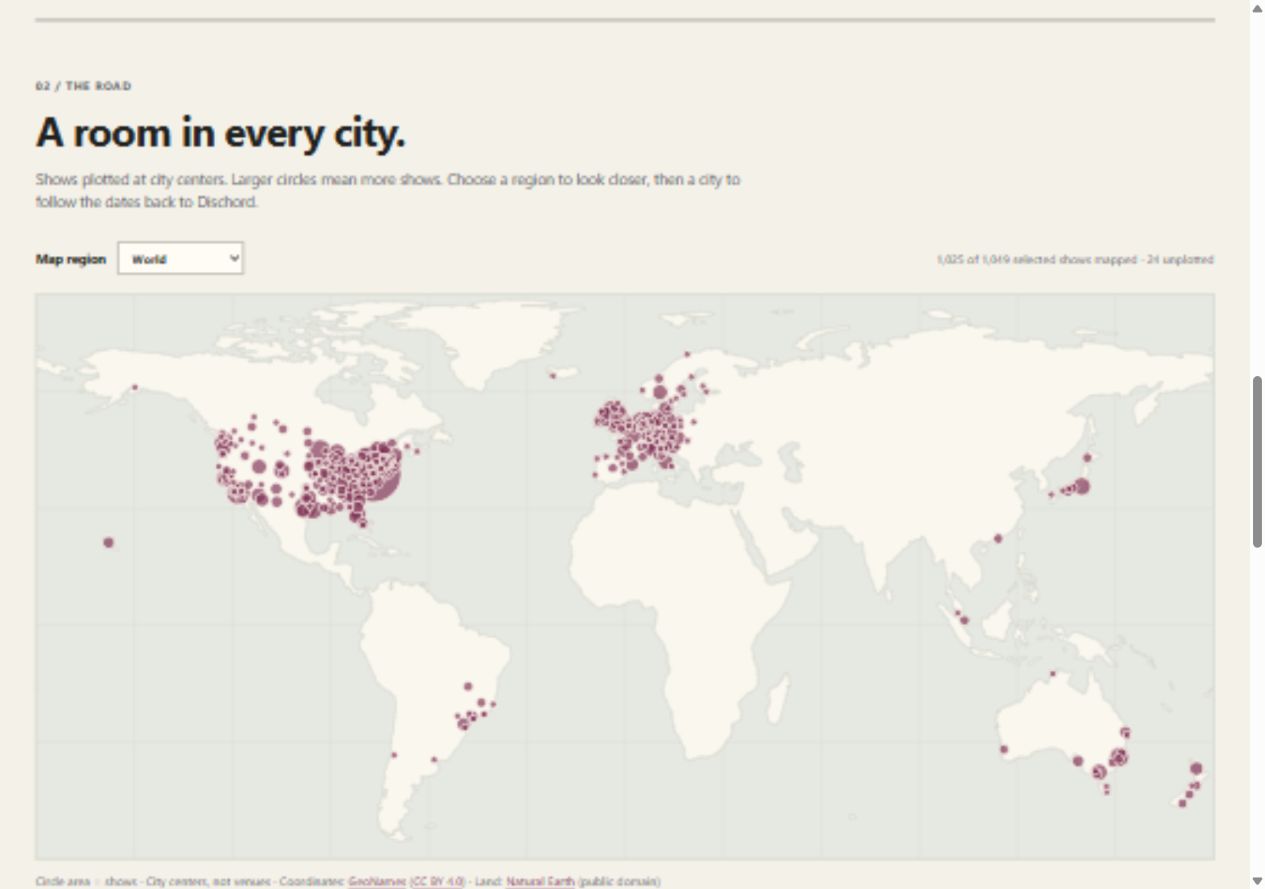 02 / THE ROAD
A room in every city.
Shows plotted at city centers. Larger circles mean more shows. Choose a region to look closer, then a city to
follow the dates back to Dischord.
Map region World
1,025 of 1,049 selected shows mapped · 24 unplotted
Circle area = shows · City centers, not venues · Coordinates: GeoNames (CC BY 4.0) · Land: Natural Earth (public domain)